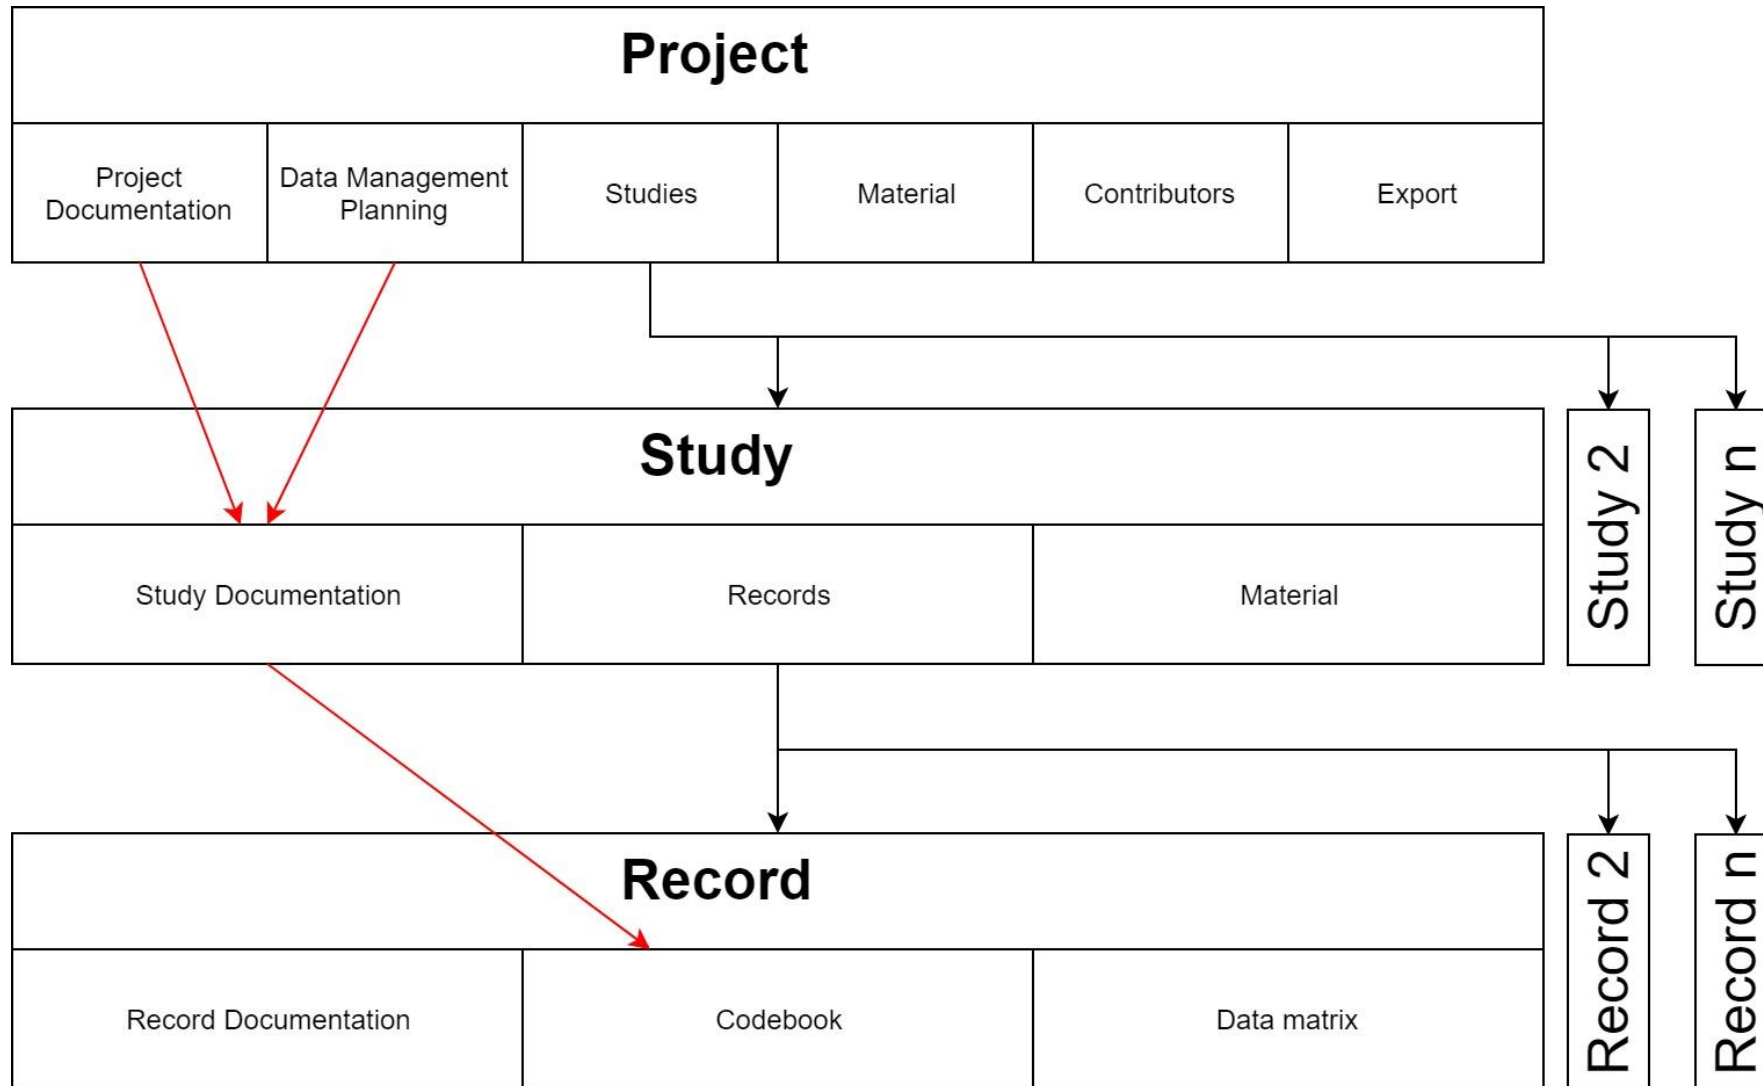 Project
Project
Documentation
Data Management
Planning
Studies
Material
Contributors
Export
Study
Study Documentation
Records
Material
Study 2
Study n
Record
Record Documentation
Codebook
Data matrix
Record 2
Record n